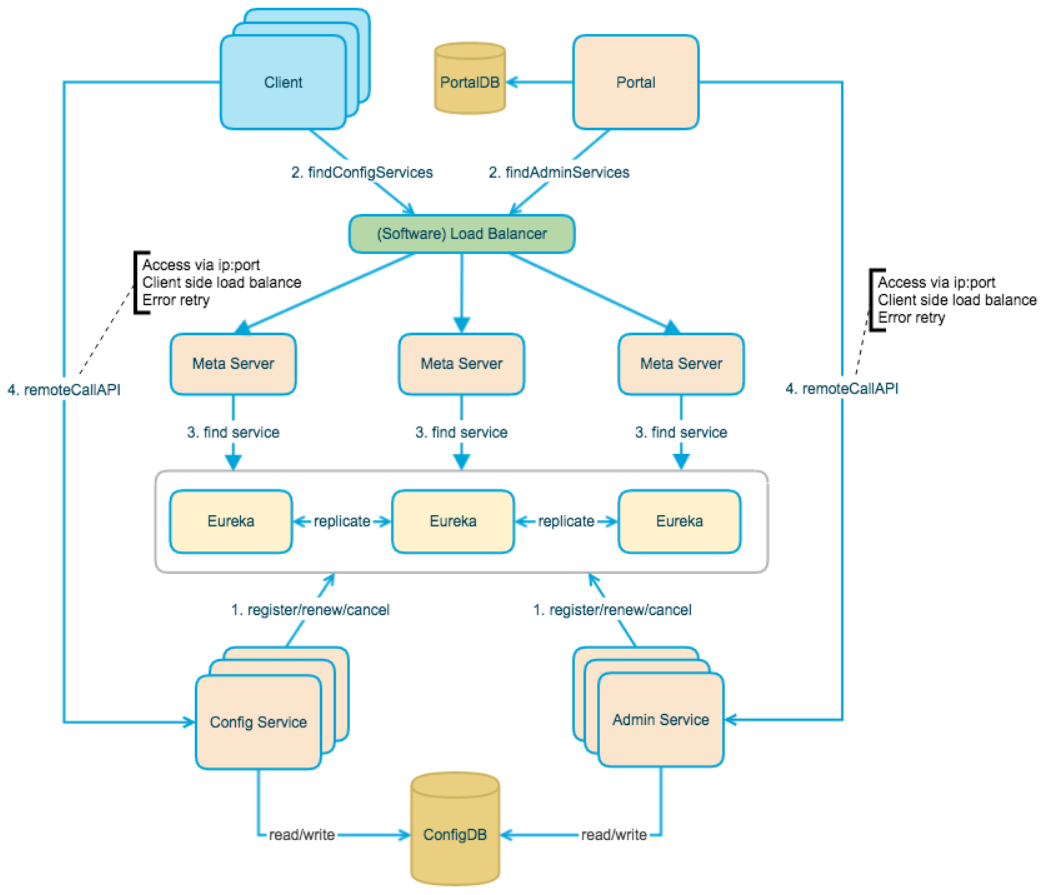 Client
PortalDB
Portal
2. findConfigServices
2. findAdminServices
(Software) Load Balancer
Access via ip:port
Client side load balance
Error retry
Access via ip:port
Client side load balance
Error retry
Meta Server
Meta Server
Meta Server
4. remoteCallAPI
4. remoteCallAPI
3. find service
3. find service
3. find service
Eureka
replicate
Eureka
replicate
Eureka
1. register/renew/cancel
1. register/renew/cancel
Config Service
Admin Service
read/write
ConfigDB
read/write